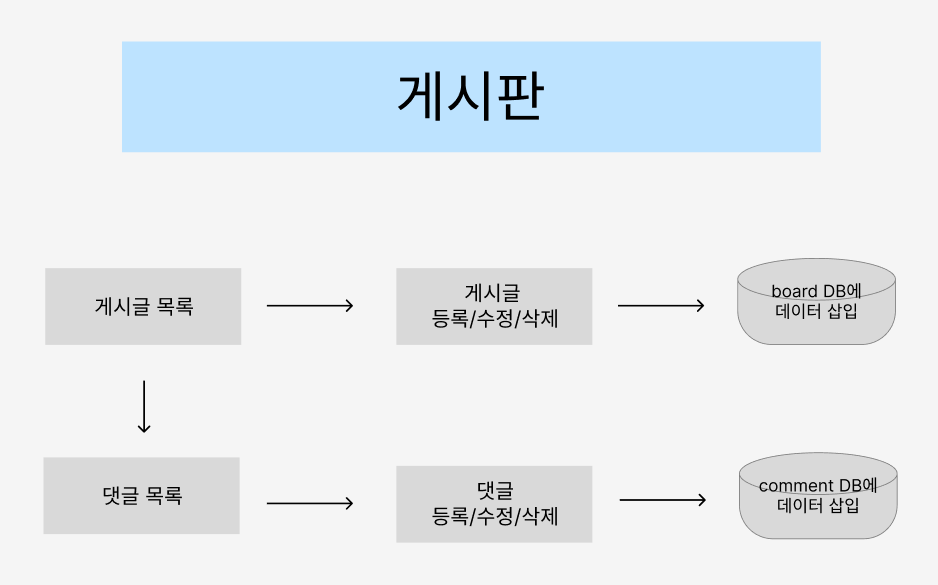 게시판
게시글 목록
게시글
등록/수정/삭제
board DB에
데이터 삽입
댓글 목록
댓글
등록/수정/삭제
comment DB에
데이터 삽입